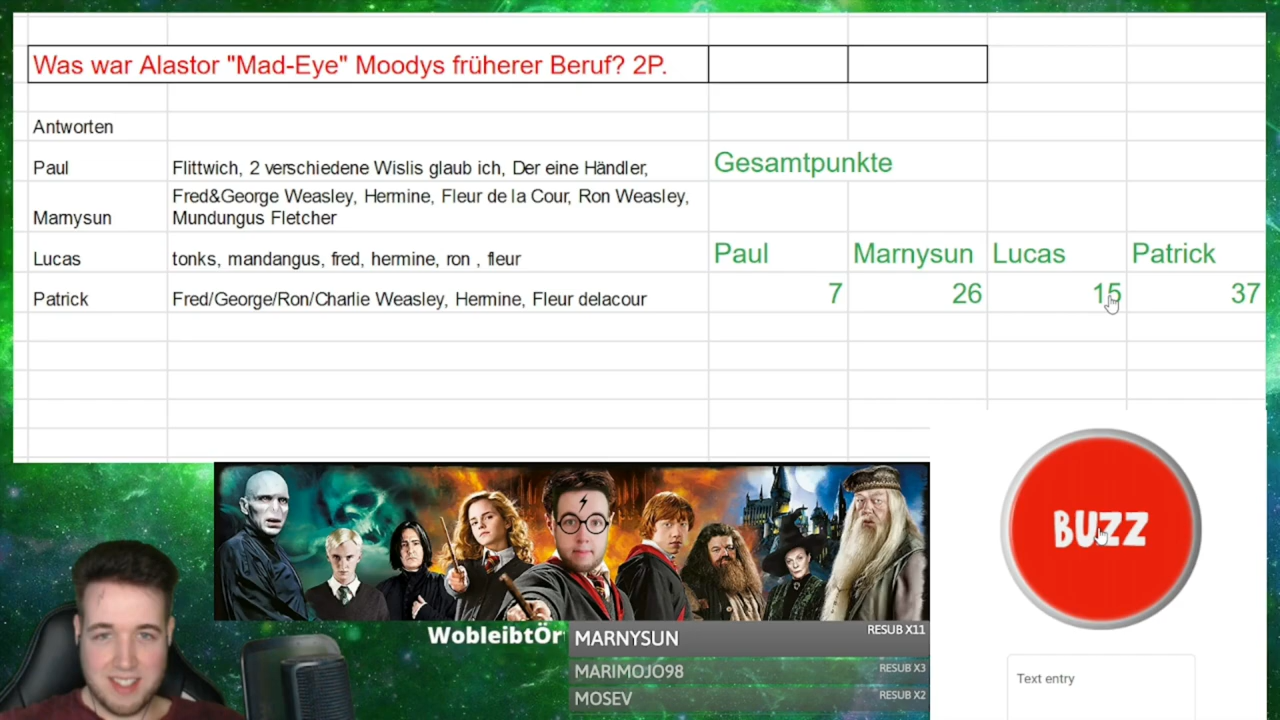 Was war Alastor "Mad-Eye" Moodys früherer Beruf? 2P.
Antworten
Paul Flittwich, 2 verschiedene Wislis glaub ich, Der eine Händler,
Gesamtpunkte
Marnysun Fred&George Weasley, Hermine, Fleur de la Cour, Ron Weasley,
Mundungus Fletcher
Lucas tonks, mandangus, fred, hermine, ron , fleur
Paul Marnysun Lucas Patrick
Patrick Fred/George/Ron/Charlie Weasley, Hermine, Fleur delacour
7 26 15 37
BUZZ
WobleibtÖr
MARNYSUN RESUB X11
MARIMOJO98 RESUB X3
MOSEV RESUB X2
Text entry